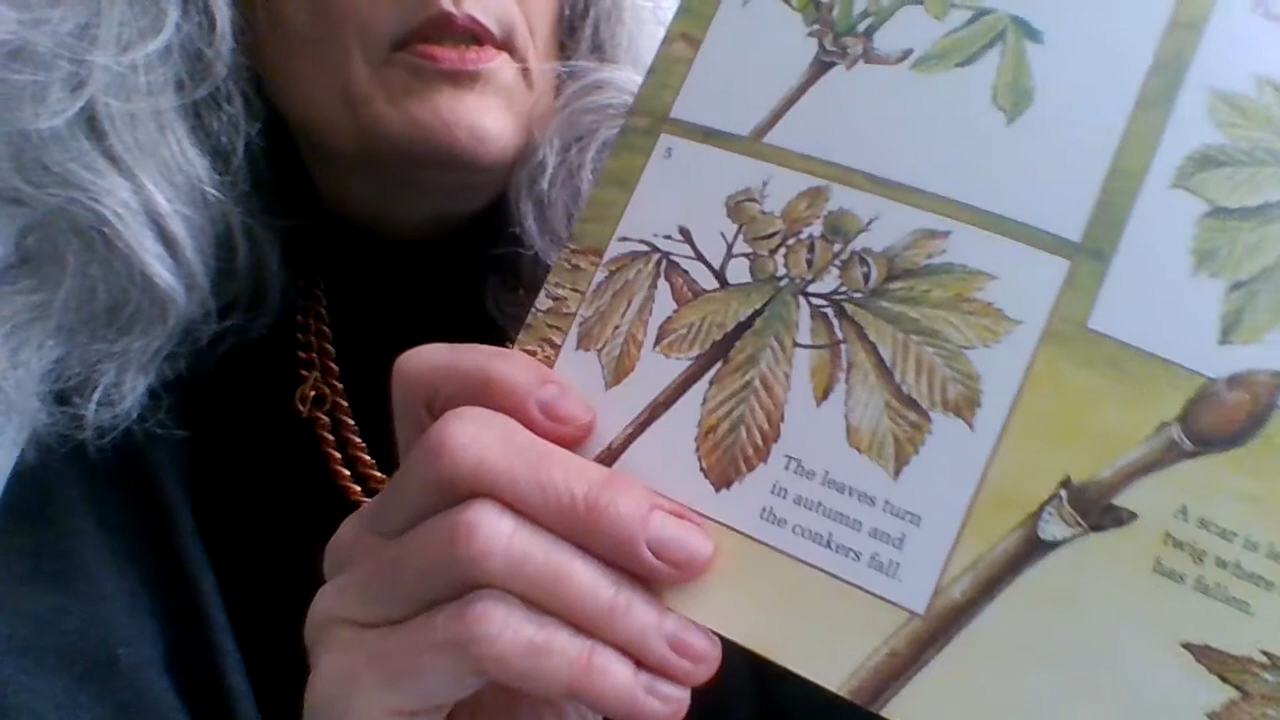 5
The leaves turn
in autumn and
the conkers fall.
A scar is
twig where
has fallen.